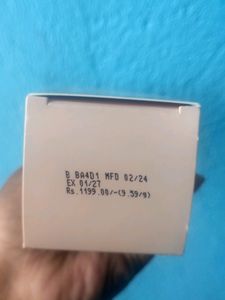 B BA4D1 MFD 02/24
EX 01/27
Rs.1199.00/-(9.59/g)